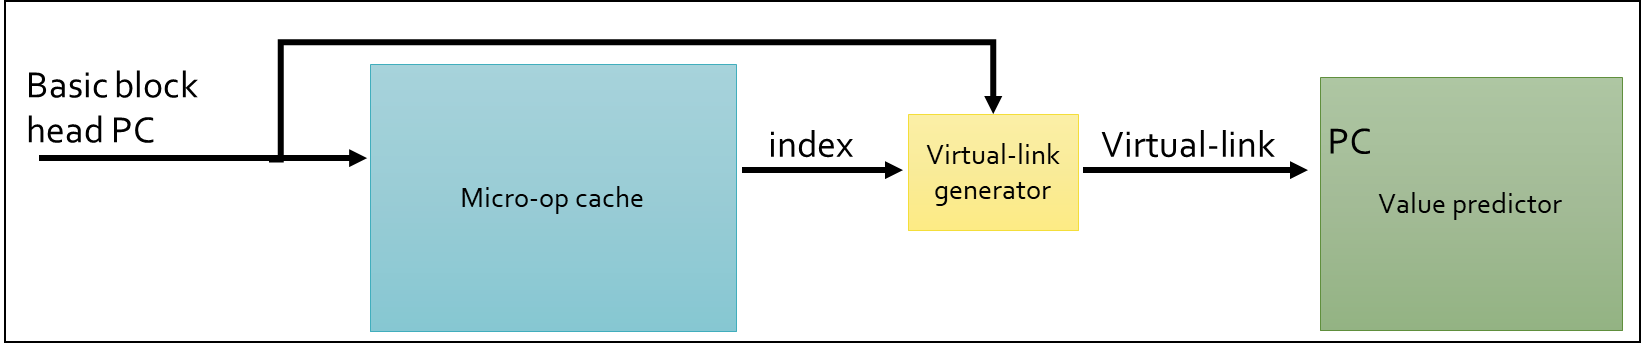 Basic block
head PC
Micro-op cache
index
Virtual-link
generator
Virtual-link
PC
Value predictor